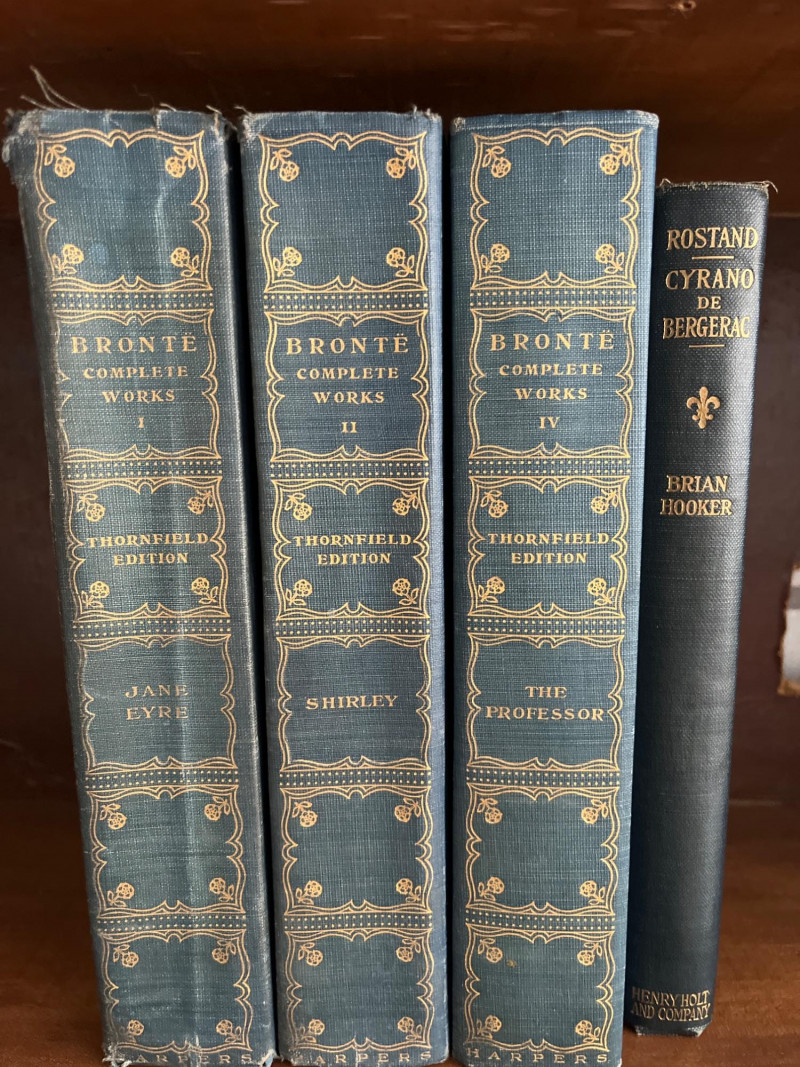 BRONTË
COMPLETE
WORKS
I
THORNFIELD
EDITION
JANE
EYRE
HARPERS
BRONTË
COMPLETE
WORKS
II
THORNFIELD
EDITION
SHIRLEY
HARPERS
BRONTË
COMPLETE
WORKS
IV
THORNFIELD
EDITION
THE
PROFESSOR
HARPERS
ROSTAND
CYRANO
DE
BERGERAC
BRIAN
HOOKER
HENRY HOLT
AND COMPANY